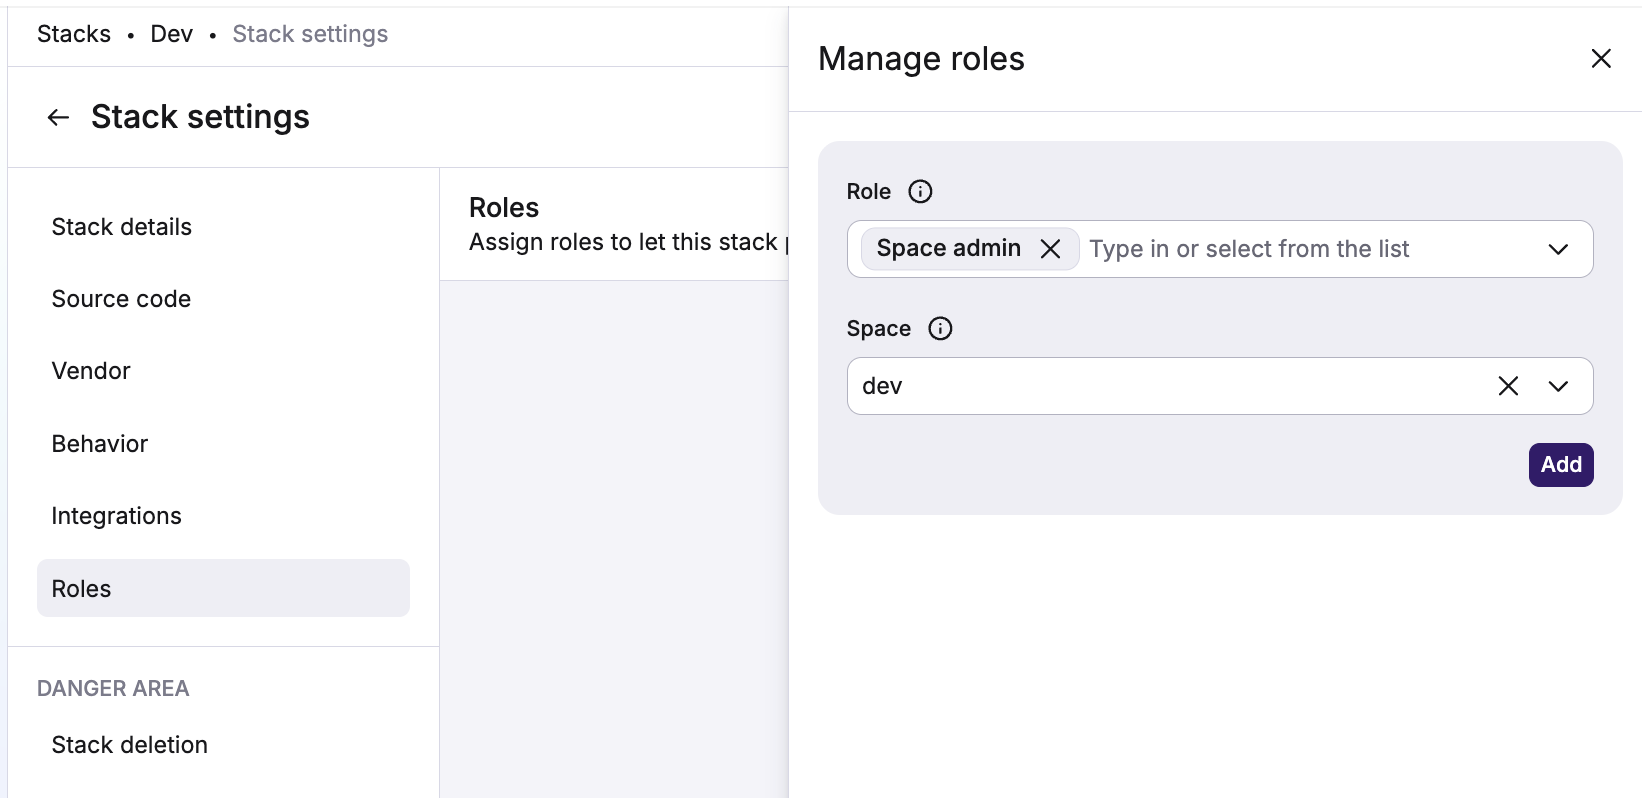 Stacks • Dev • Stack settings
Stack settings
Stack details
Source code
Vendor
Behavior
Integrations
Roles
DANGER AREA
Stack deletion
Roles
Assign roles to let this stack
Manage roles
Role
Space admin Type in or select from the list
Space
dev
Add